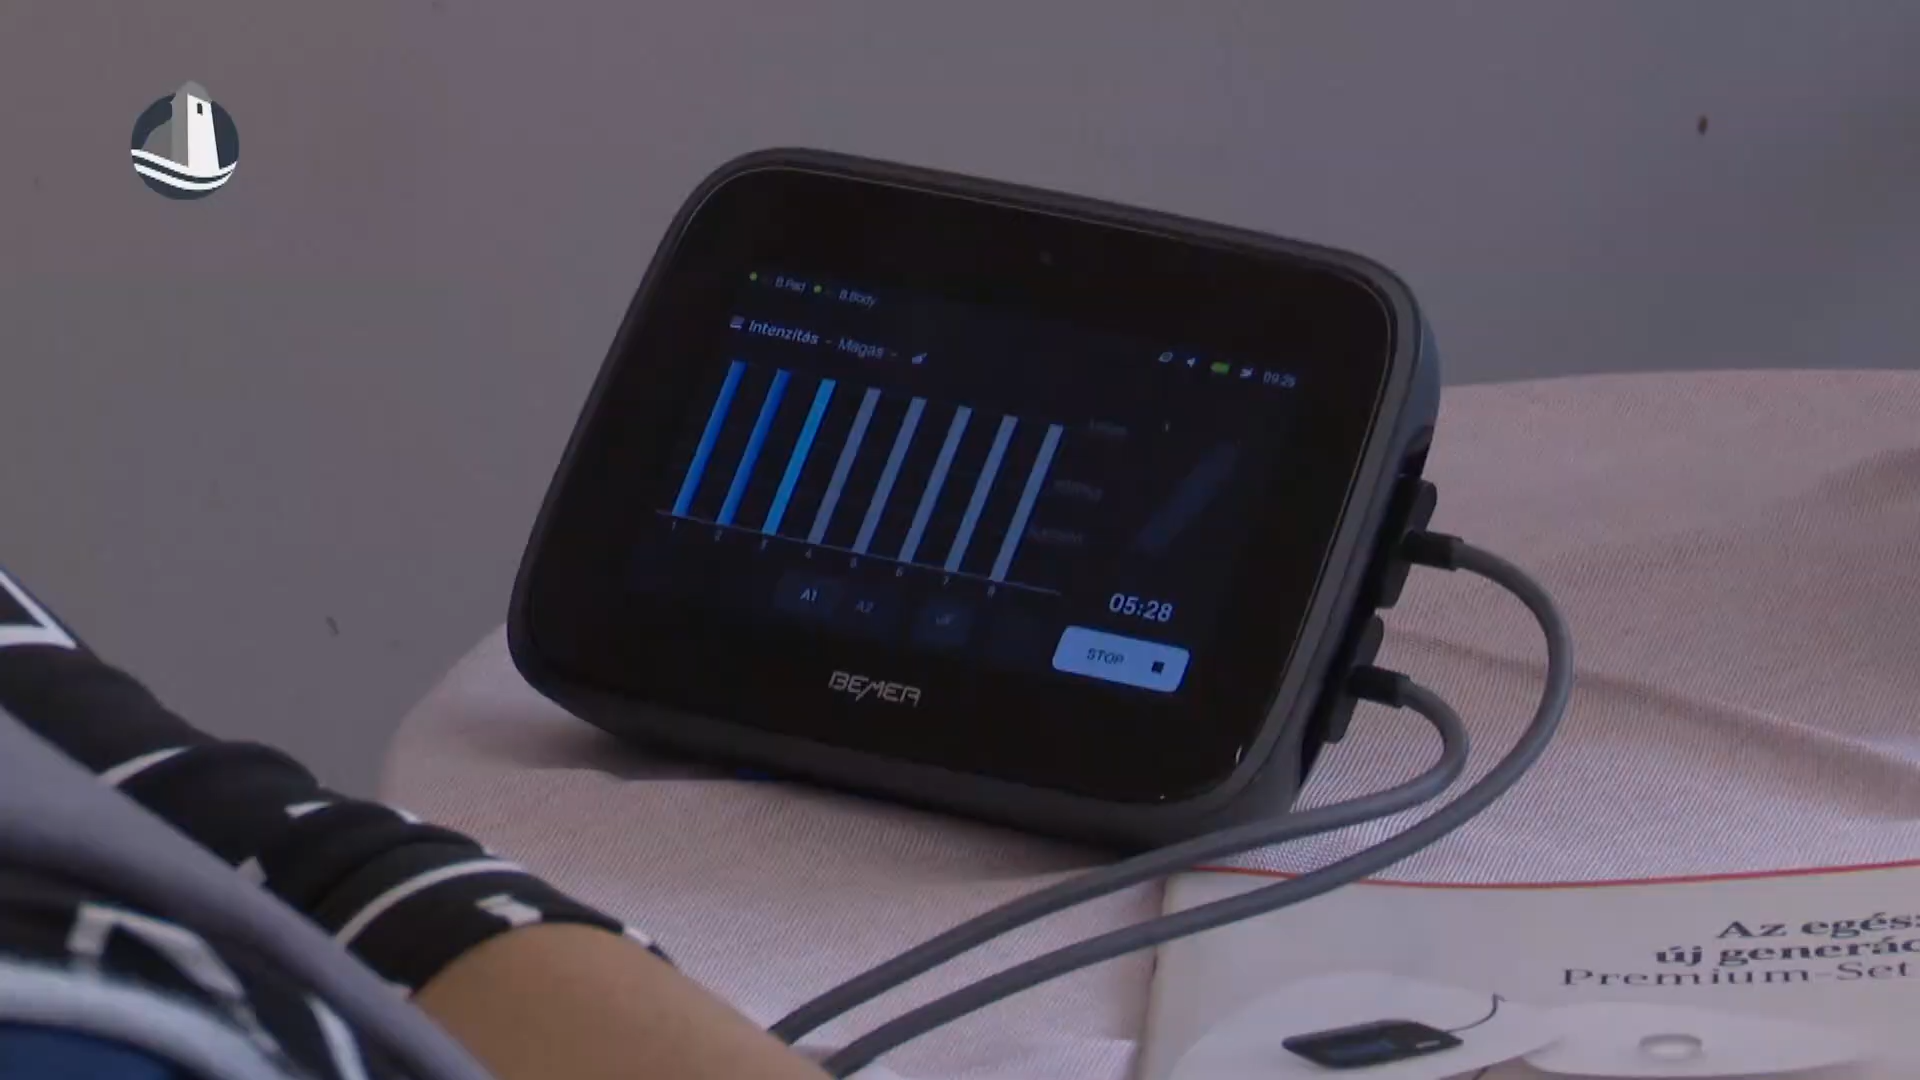 B.Pad B.Body
Intenzitás - Magas -
09:25
1 2 3 4 5 6 7 8
A1 A2
05:28
STOP
BEMER
Az egés
új generác
Premium-Set